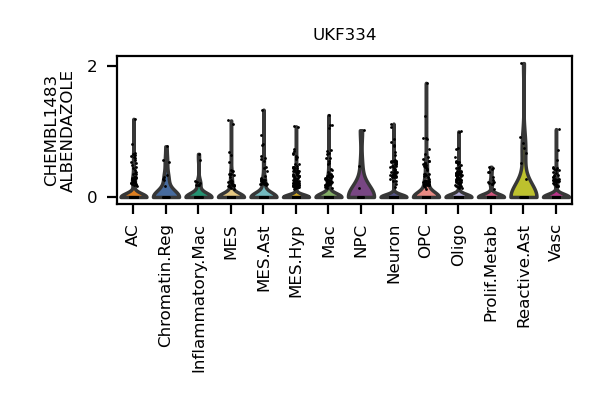 UKF334
CHEMBL1483
ALBENDAZOLE
2
0
AC
Chromatin.Reg
Inflammatory.Mac
MES
MES.Ast
MES.Hyp
Mac
NPC
Neuron
OPC
Oligo
Prolif.Metab
Reactive.Ast
Vasc